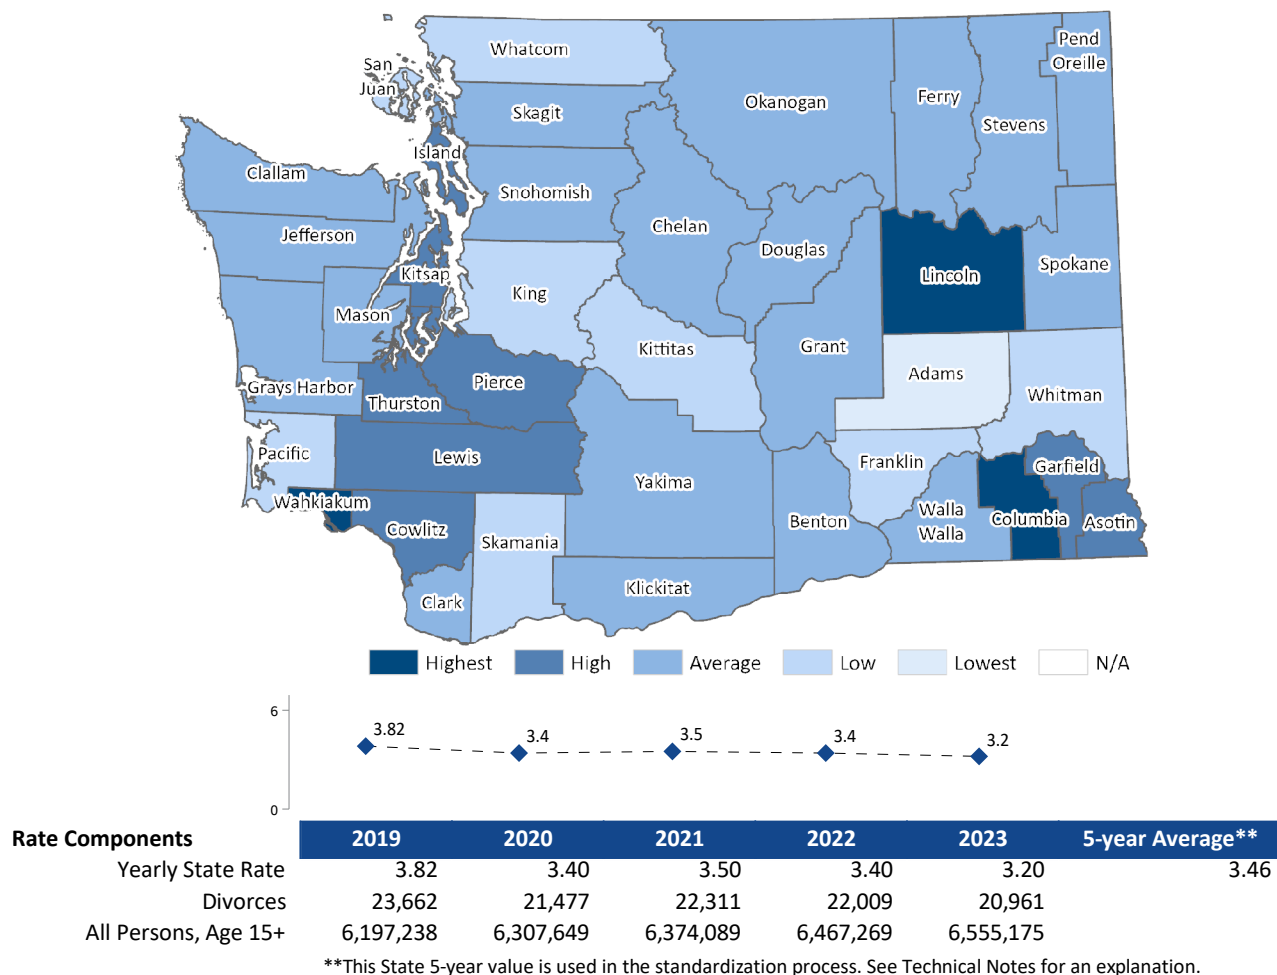 Whatcom
San
Juan
Skagit
Okanogan
Ferry
Pend
Oreille
Stevens
Island
Clallam
Snohomish
Jefferson
Chelan
Douglas
Kitsap
King
Lincoln
Spokane
Mason
Kittitas
Grant
Adams
Grays Harbor
Thurston
Pierce
Whitman
Pacific
Lewis
Yakima
Franklin
Garfield
Wahkiakum
Cowlitz
Skamania
Benton
Walla
Walla
Columbia
Asotin
Clark
Klickitat
Highest High Average Low Lowest N/A
6
3.82 3.4 3.5 3.4 3.2
0
Rate Components 2019 2020 2021 2022 2023 5-year Average**
Yearly State Rate 3.82 3.40 3.50 3.40 3.20 3.46
Divorces 23,662 21,477 22,311 22,009 20,961
All Persons, Age 15+ 6,197,238 6,307,649 6,374,089 6,467,269 6,555,175
**This State 5-year value is used in the standardization process. See Technical Notes for an explanation.